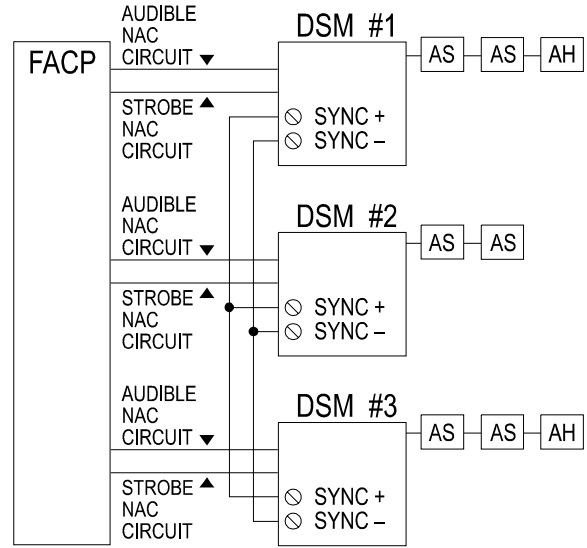 FACP
AUDIBLE
NAC
CIRCUIT ▼
STROBE ▲
NAC
CIRCUIT
DSM #1
SYNC +
SYNC –
AS AS AH
AUDIBLE
NAC
CIRCUIT ▼
STROBE ▲
NAC
CIRCUIT
DSM #2
SYNC +
SYNC –
AS AS
AUDIBLE
NAC
CIRCUIT ▼
STROBE ▲
NAC
CIRCUIT
DSM #3
SYNC +
SYNC –
AS AS AH